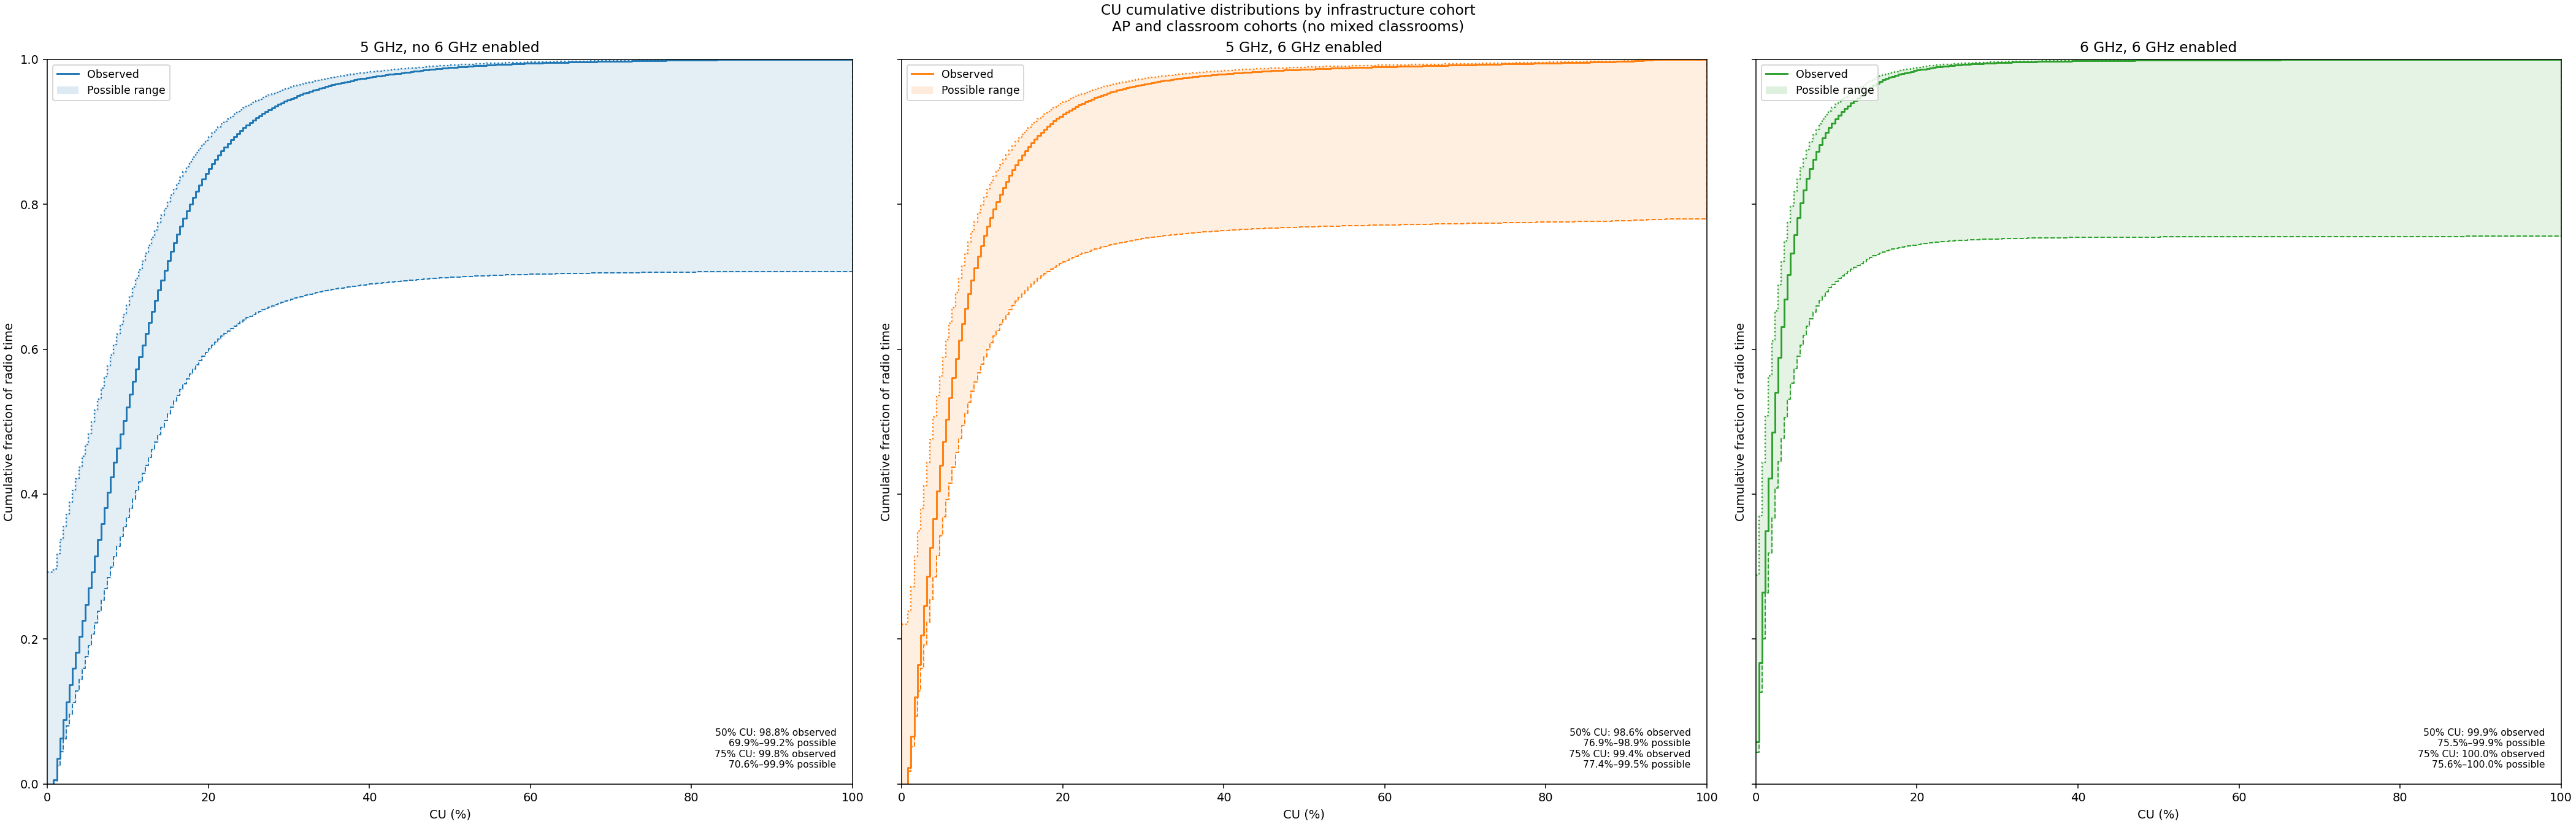 CU cumulative distributions by infrastructure cohort
AP and classroom cohorts (no mixed classrooms)
5 GHz, no 6 GHz enabled
Observed
Possible range
Cumulative fraction of radio time
1.0
0.8
0.6
0.4
0.2
0.0
50% CU: 98.8% observed
69.9%–99.2% possible
75% CU: 99.8% observed
70.6%–99.9% possible
0 20 40 60 80 100
CU (%)
5 GHz, 6 GHz enabled
Observed
Possible range
Cumulative fraction of radio time
50% CU: 98.6% observed
76.9%–98.9% possible
75% CU: 99.4% observed
77.4%–99.5% possible
0 20 40 60 80 100
CU (%)
6 GHz, 6 GHz enabled
Observed
Possible range
Cumulative fraction of radio time
50% CU: 99.9% observed
75.5%–99.9% possible
75% CU: 100.0% observed
75.6%–100.0% possible
0 20 40 60 80 100
CU (%)